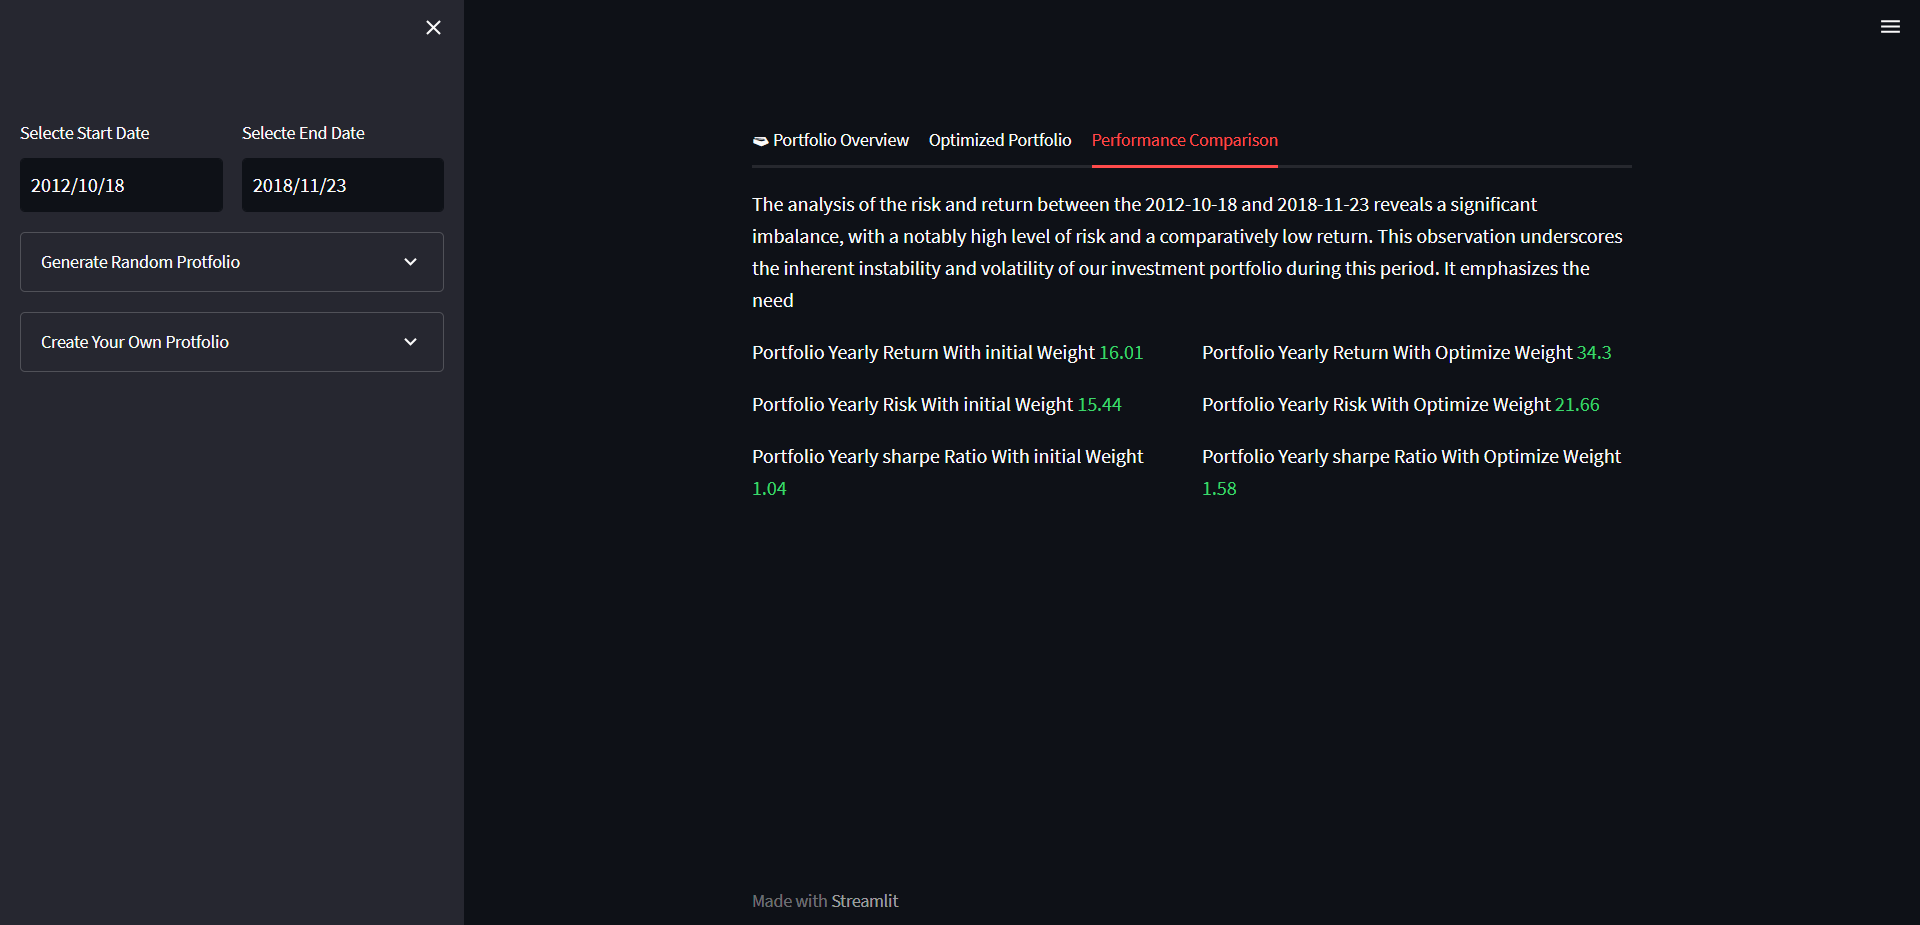 Selecte Start Date
Selecte End Date
2012/10/18
2018/11/23
Generate Random Protfolio
Create Your Own Protfolio
Portfolio Overview
Optimized Portfolio
Performance Comparison
The analysis of the risk and return between the 2012-10-18 and 2018-11-23 reveals a significant
imbalance, with a notably high level of risk and a comparatively low return. This observation underscores
the inherent instability and volatility of our investment portfolio during this period. It emphasizes the
need
Portfolio Yearly Return With initial Weight 16.01
Portfolio Yearly Risk With initial Weight 15.44
Portfolio Yearly sharpe Ratio With initial Weight
1.04
Portfolio Yearly Return With Optimize Weight 34.3
Portfolio Yearly Risk With Optimize Weight 21.66
Portfolio Yearly sharpe Ratio With Optimize Weight
1.58
Made with Streamlit